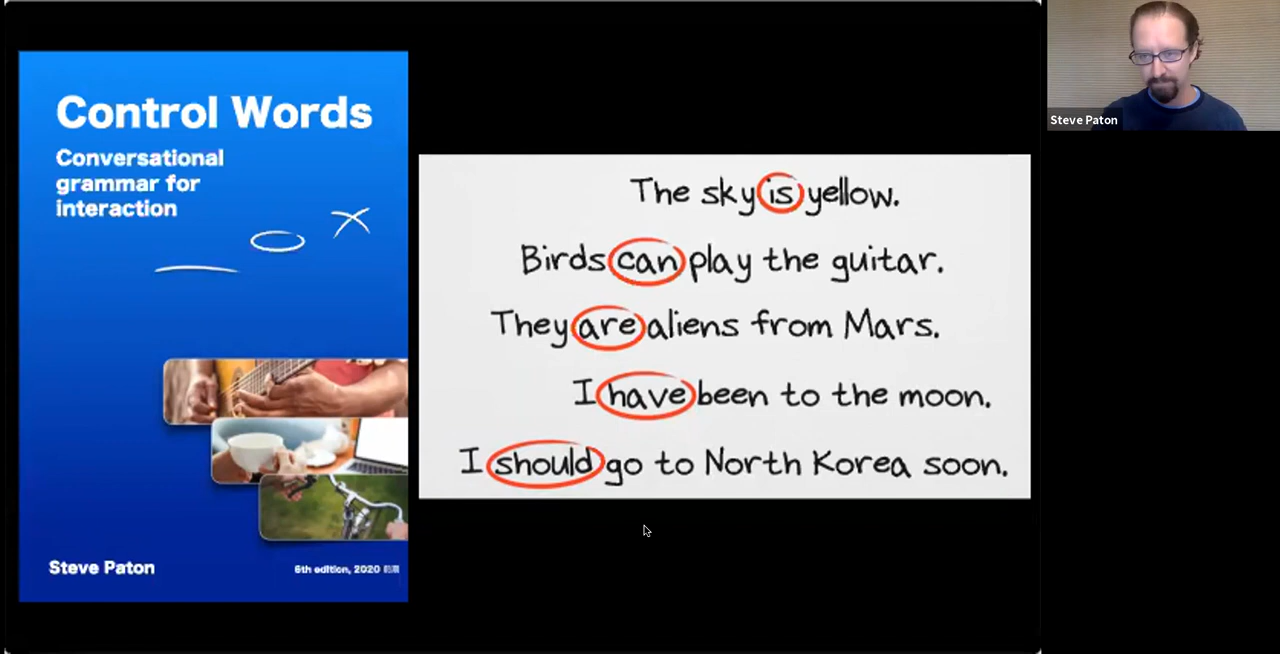 Control Words
Conversational
grammar for
interaction
Steve Paton
6th edition, 2020
The sky is yellow.
Birds can play the guitar.
They are aliens from Mars.
I have been to the moon.
I should go to North Korea soon.
Steve Paton